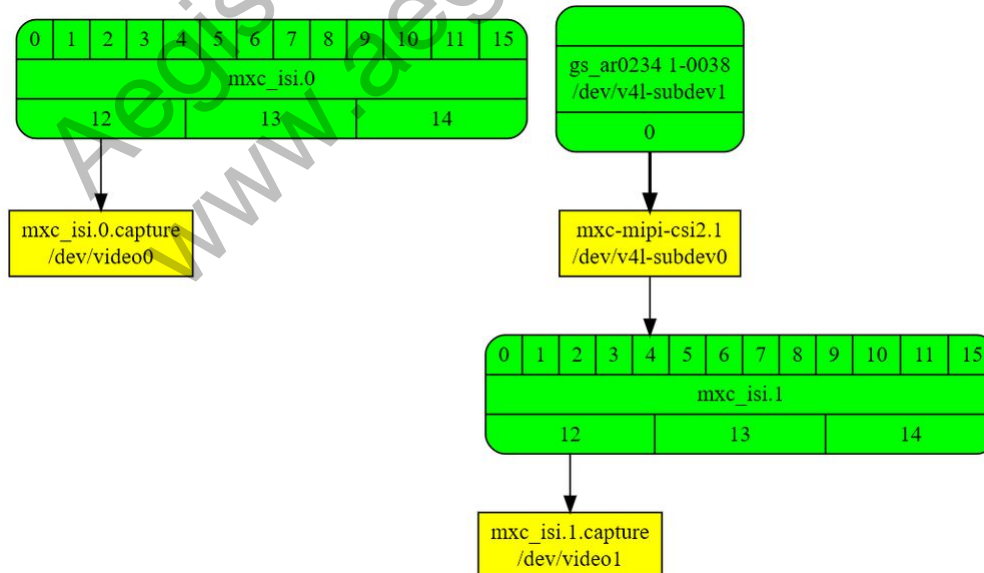 Aegis
www.aeg
0 1 2 3 4 5 6 7 8 9 10 11 15
mxc_isi.0
12 13 14
mxc_isi.0.capture
/dev/video0
gs_ar0234 1-0038
/dev/v4l-subdev1
0
mxc-mipi-csi2.1
/dev/v4l-subdev0
0 1 2 3 4 5 6 7 8 9 10 11 15
mxc_isi.1
12 13 14
mxc_isi.1.capture
/dev/video1